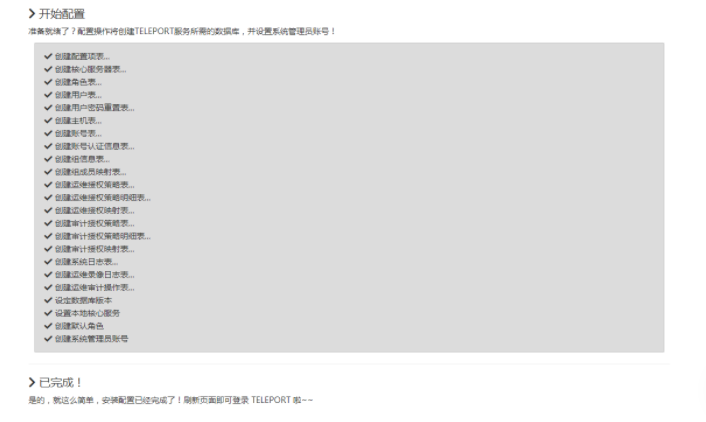 开始配置
准备就绪了？配置操作将创建TELEPORT服务所需的数据库，并设置系统管理员账号！
创建配置项表...
创建核心服务器表...
创建角色表...
创建用户表...
创建用户密码重置表...
创建主机表...
创建账号表...
创建账号认证信息表...
创建组信息表...
创建组成员映射表...
创建运维授权策略表...
创建运维授权策略明细表...
创建运维授权映射表...
创建审计授权策略表...
创建审计授权策略明细表...
创建审计授权映射表...
创建系统日志表...
创建运维录像日志表...
创建运维审计操作表...
设定数据库版本
设置本地核心服务
创建默认角色
创建系统管理员账号
已完成！
是的，就这么简单，安装配置已经完成了！刷新页面即可登录 TELEPORT 啦~~